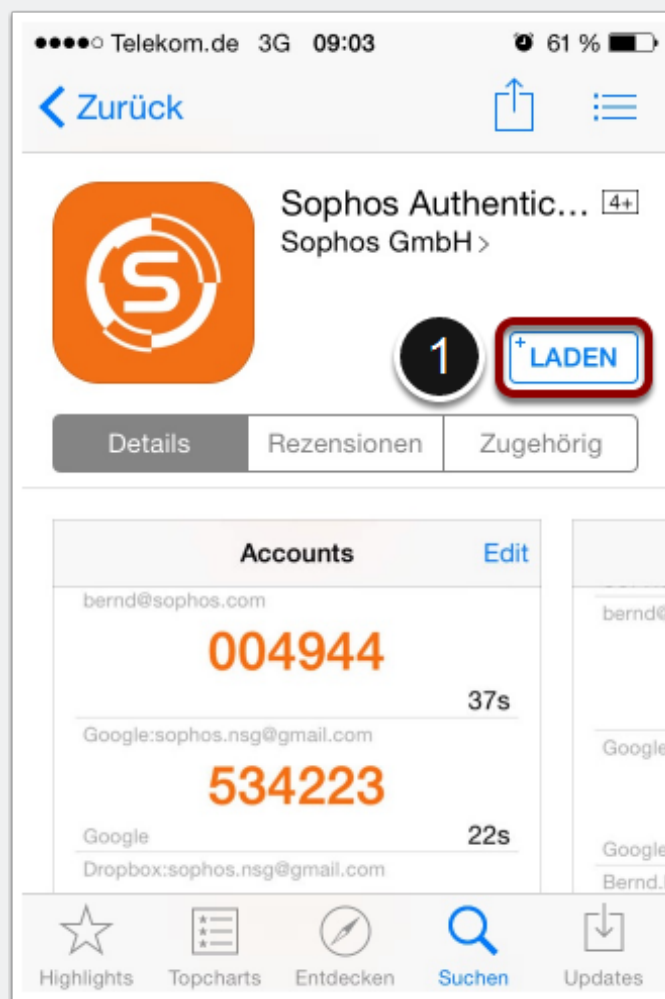 Telekom.de 3G 09:03 61 %
Zurück
Sophos Authentic... 4+
Sophos GmbH >
S
1
+ LADEN
Details Rezensionen Zugehörig
Accounts Edit
bernd@sophos.com
004944
37s
Google:sophos.nsg@gmail.com
534223
Google 22s
Dropbox:sophos.nsg@gmail.com
bernd@
Google
Google
Bernd.
Highlights Topcharts Entdecken Suchen Updates